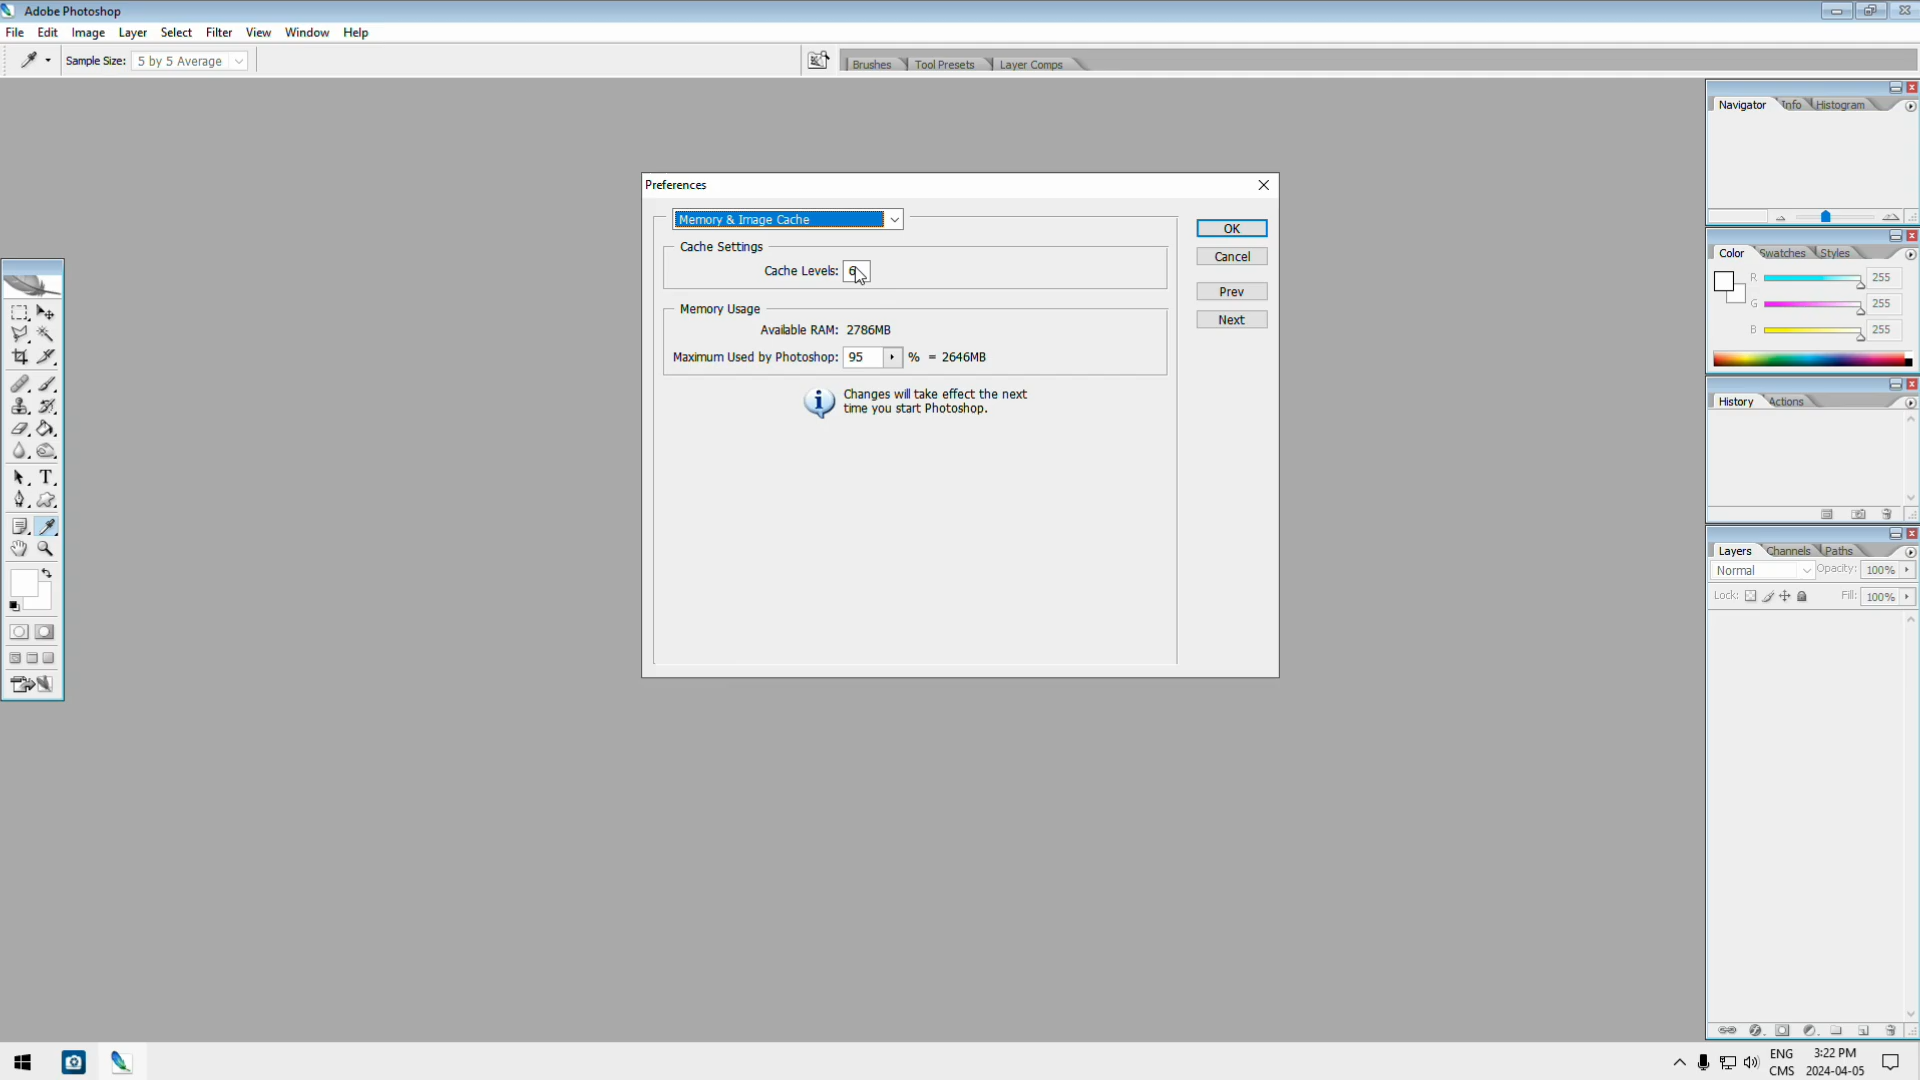 Adobe Photoshop
File Edit Image Layer Select Filter View Window Help
Sample Size: 5 by 5 Average
Brushes Tool Presets Layer Comps
Navigator Info Histogram
Preferences
Memory & Image Cache
OK
Cache Settings
Cancel
Cache Levels: 6
Prev
Memory Usage
Next
Available RAM: 2786MB
Maximum Used by Photoshop: 95 % = 2646MB
Changes will take effect the next
time you start Photoshop.
Color Swatches Styles
R 255
G 255
B 255
History Actions
T
Layers Channels Paths
Normal Opacity: 100%
Lock: Fill: 100%
ENG 3:22 PM
CMS 2024-04-05